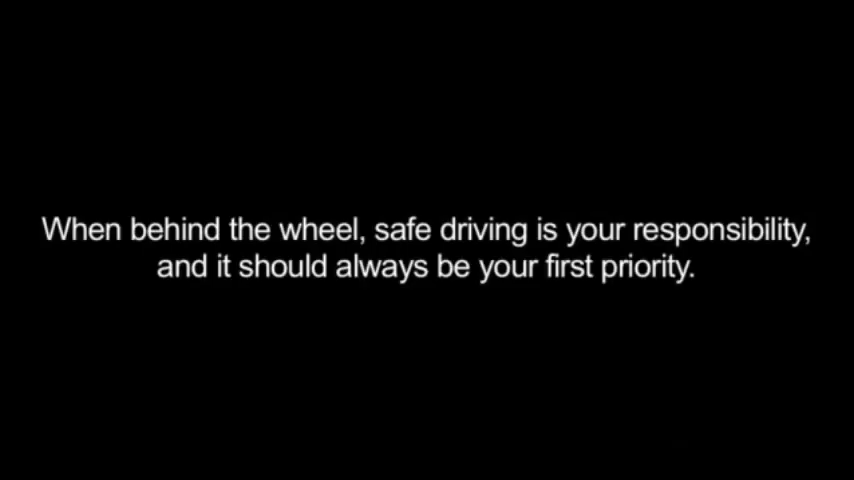 When behind the wheel, safe driving is your responsibility,
and it should always be your first priority.